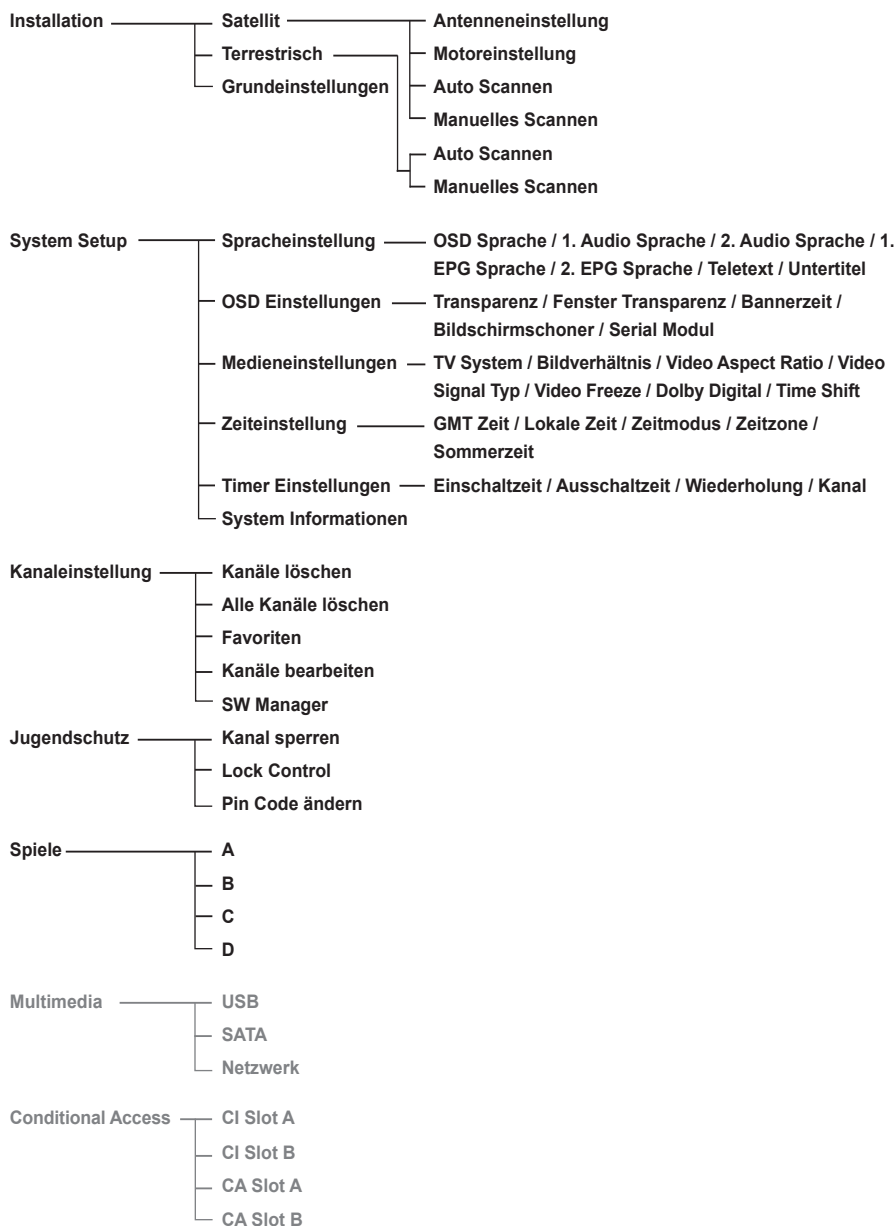 Installation Satellit Antenneneinstellung
Terrestrisch Motoreinstellung
Grundeinstellungen Auto Scannen
Manuelles Scannen
Auto Scannen
Manuelles Scannen
System Setup Spracheinstellung OSD Sprache / 1. Audio Sprache / 2. Audio Sprache / 1.
EPG Sprache / 2. EPG Sprache / Teletext / Untertitel
OSD Einstellungen Transparenz / Fenster Transparenz / Bannerzeit /
Bildschirmschoner / Serial Modul
Medieneinstellungen TV System / Bildverhältnis / Video Aspect Ratio / Video
Signal Typ / Video Freeze / Dolby Digital / Time Shift
Zeiteinstellung GMT Zeit / Lokale Zeit / Zeitmodus / Zeitzone /
Sommerzeit
Timer Einstellungen Einschaltzeit / Ausschaltzeit / Wiederholung / Kanal
System Informationen
Kanaleinstellung Kanäle löschen
Alle Kanäle löschen
Favoriten
Kanäle bearbeiten
SW Manager
Jugendschutz Kanal sperren
Lock Control
Pin Code ändern
Spiele A
B
C
D
Multimedia USB
SATA
Netzwerk
Conditional Access CI Slot A
CI Slot B
CA Slot A
CA Slot B